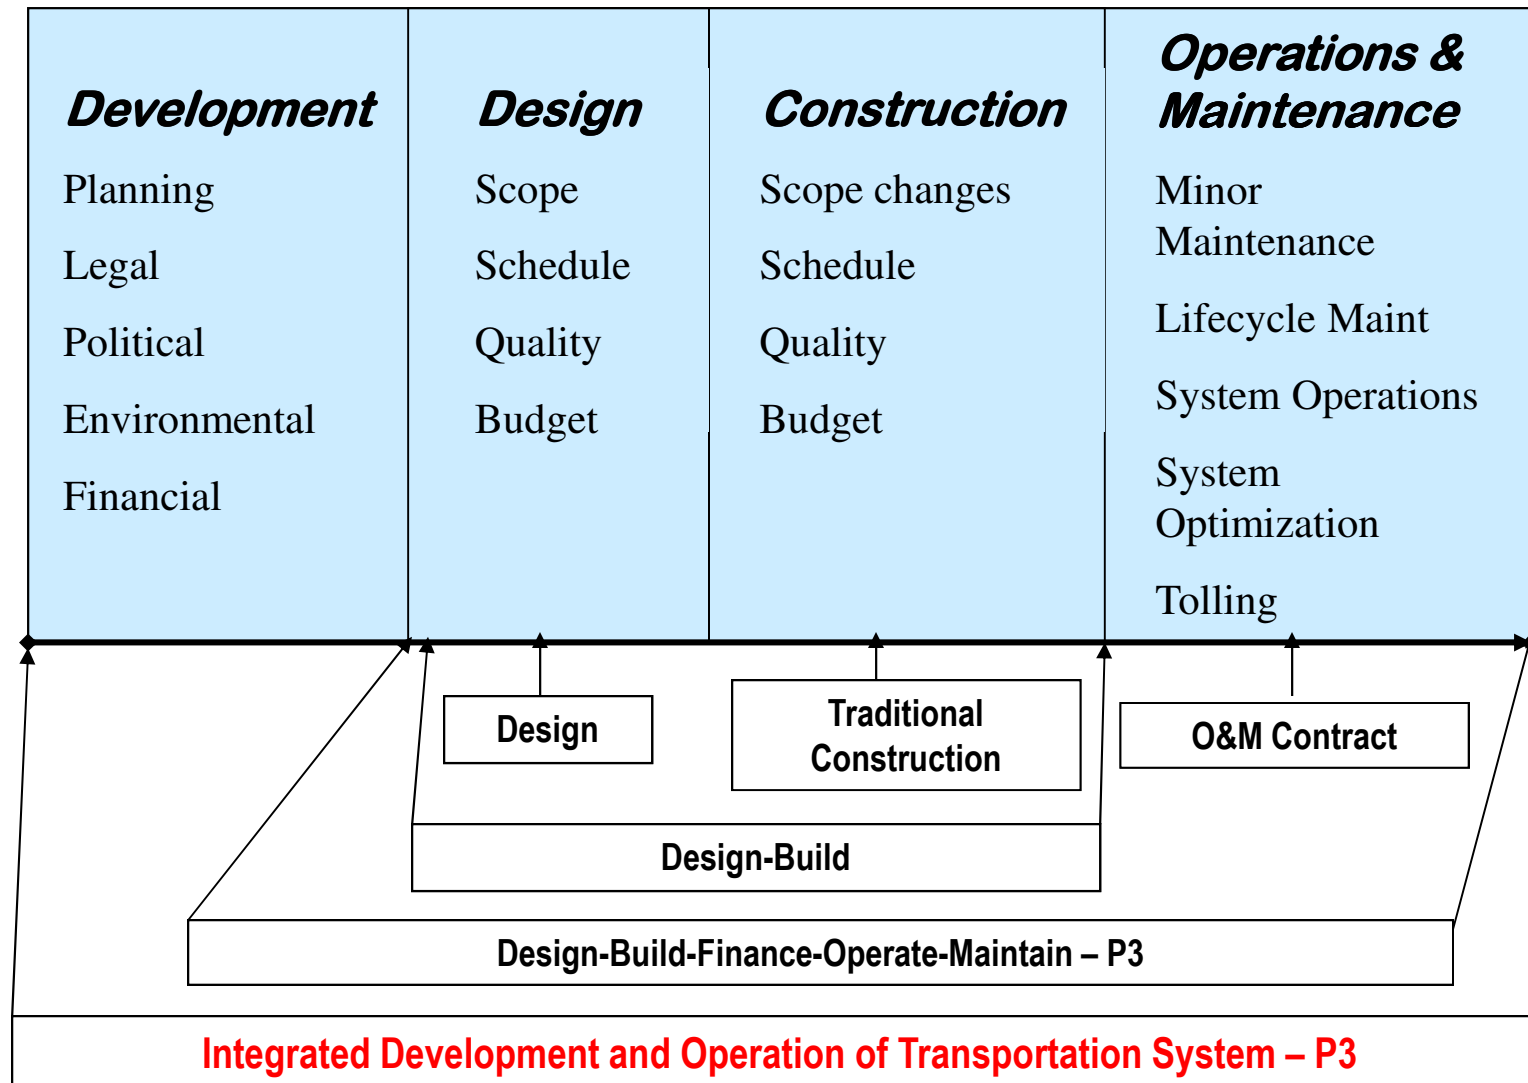 Development
Planning
Legal
Political
Environmental
Financial
Design
Scope
Schedule
Quality
Budget
Construction
Scope changes
Schedule
Quality
Budget
Operations &
Maintenance
Minor
Maintenance
Lifecycle Maint
System Operations
System
Optimization
Tolling
Design
Traditional
Construction
O&M Contract
Design-Build
Design-Build-Finance-Operate-Maintain – P3
Integrated Development and Operation of Transportation System – P3